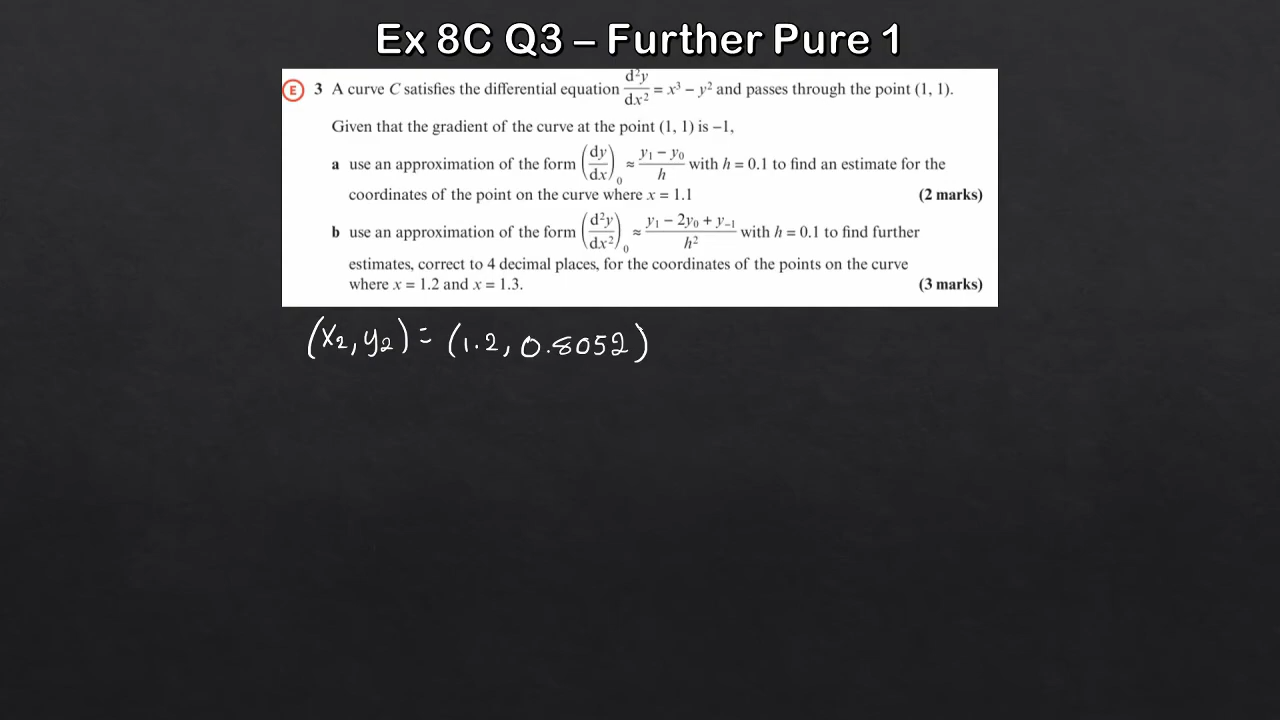 Ex 8C Q3 – Further Pure 1
E 3 A curve C satisfies the differential equation d²y/dx² = x³ − y² and passes through the point (1, 1).
Given that the gradient of the curve at the point (1, 1) is −1,
a use an approximation of the form (dy/dx)₀ ≈ (y₁ − y₀)/h with h = 0.1 to find an estimate for the
coordinates of the point on the curve where x = 1.1 (2 marks)
b use an approximation of the form (d²y/dx²)₀ ≈ (y₁ − 2y₀ + y₋₁)/h² with h = 0.1 to find further
estimates, correct to 4 decimal places, for the coordinates of the points on the curve
where x = 1.2 and x = 1.3. (3 marks)
(x₂, y₂) = (1.2, 0.8052)